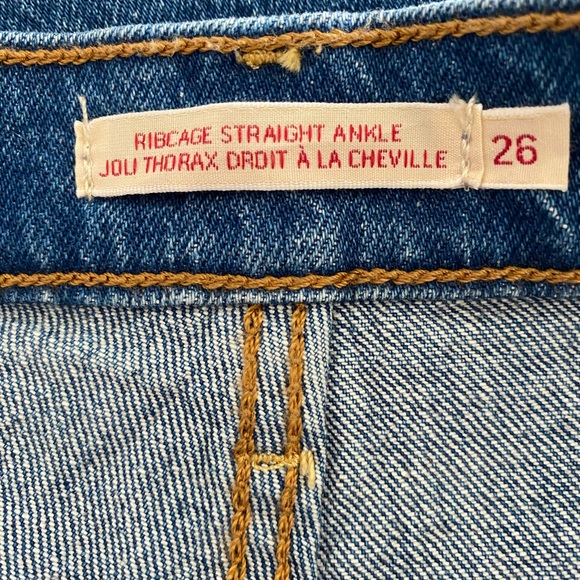 RIBCAGE STRAIGHT ANKLE
JOLI THORAX DROIT À LA CHEVILLE
26